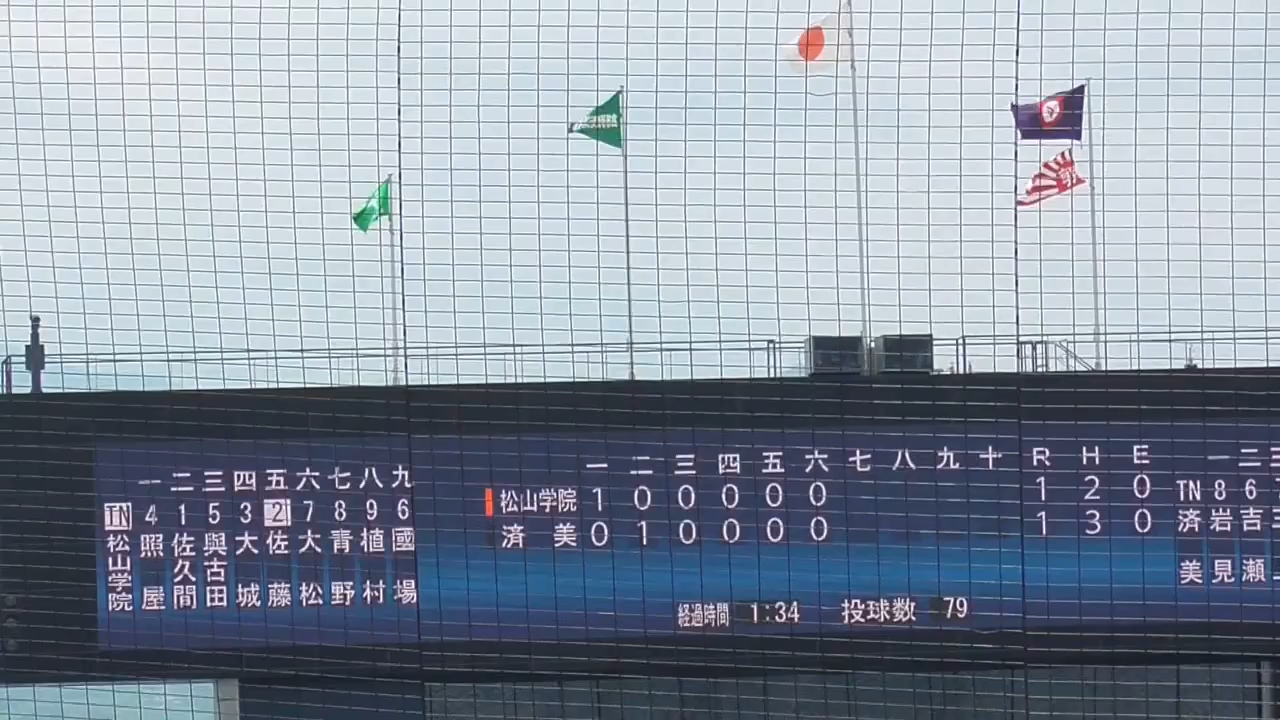 一 二 三 四 五 六 七 八 九
TN 4 1 5 3 2 7 8 9 6
松山学院 照屋 佐久間 與古田 大城 佐藤 大松 青野 植村 國場
一 二 三 四 五 六 七 八 九 十 R H E
松山学院 1 0 0 0 0 0 1 2 0
済美 0 1 0 0 0 0 1 3 0
経過時間 1:34 投球数 79
一 二
TN 8 6
済美 岩見 吉瀬